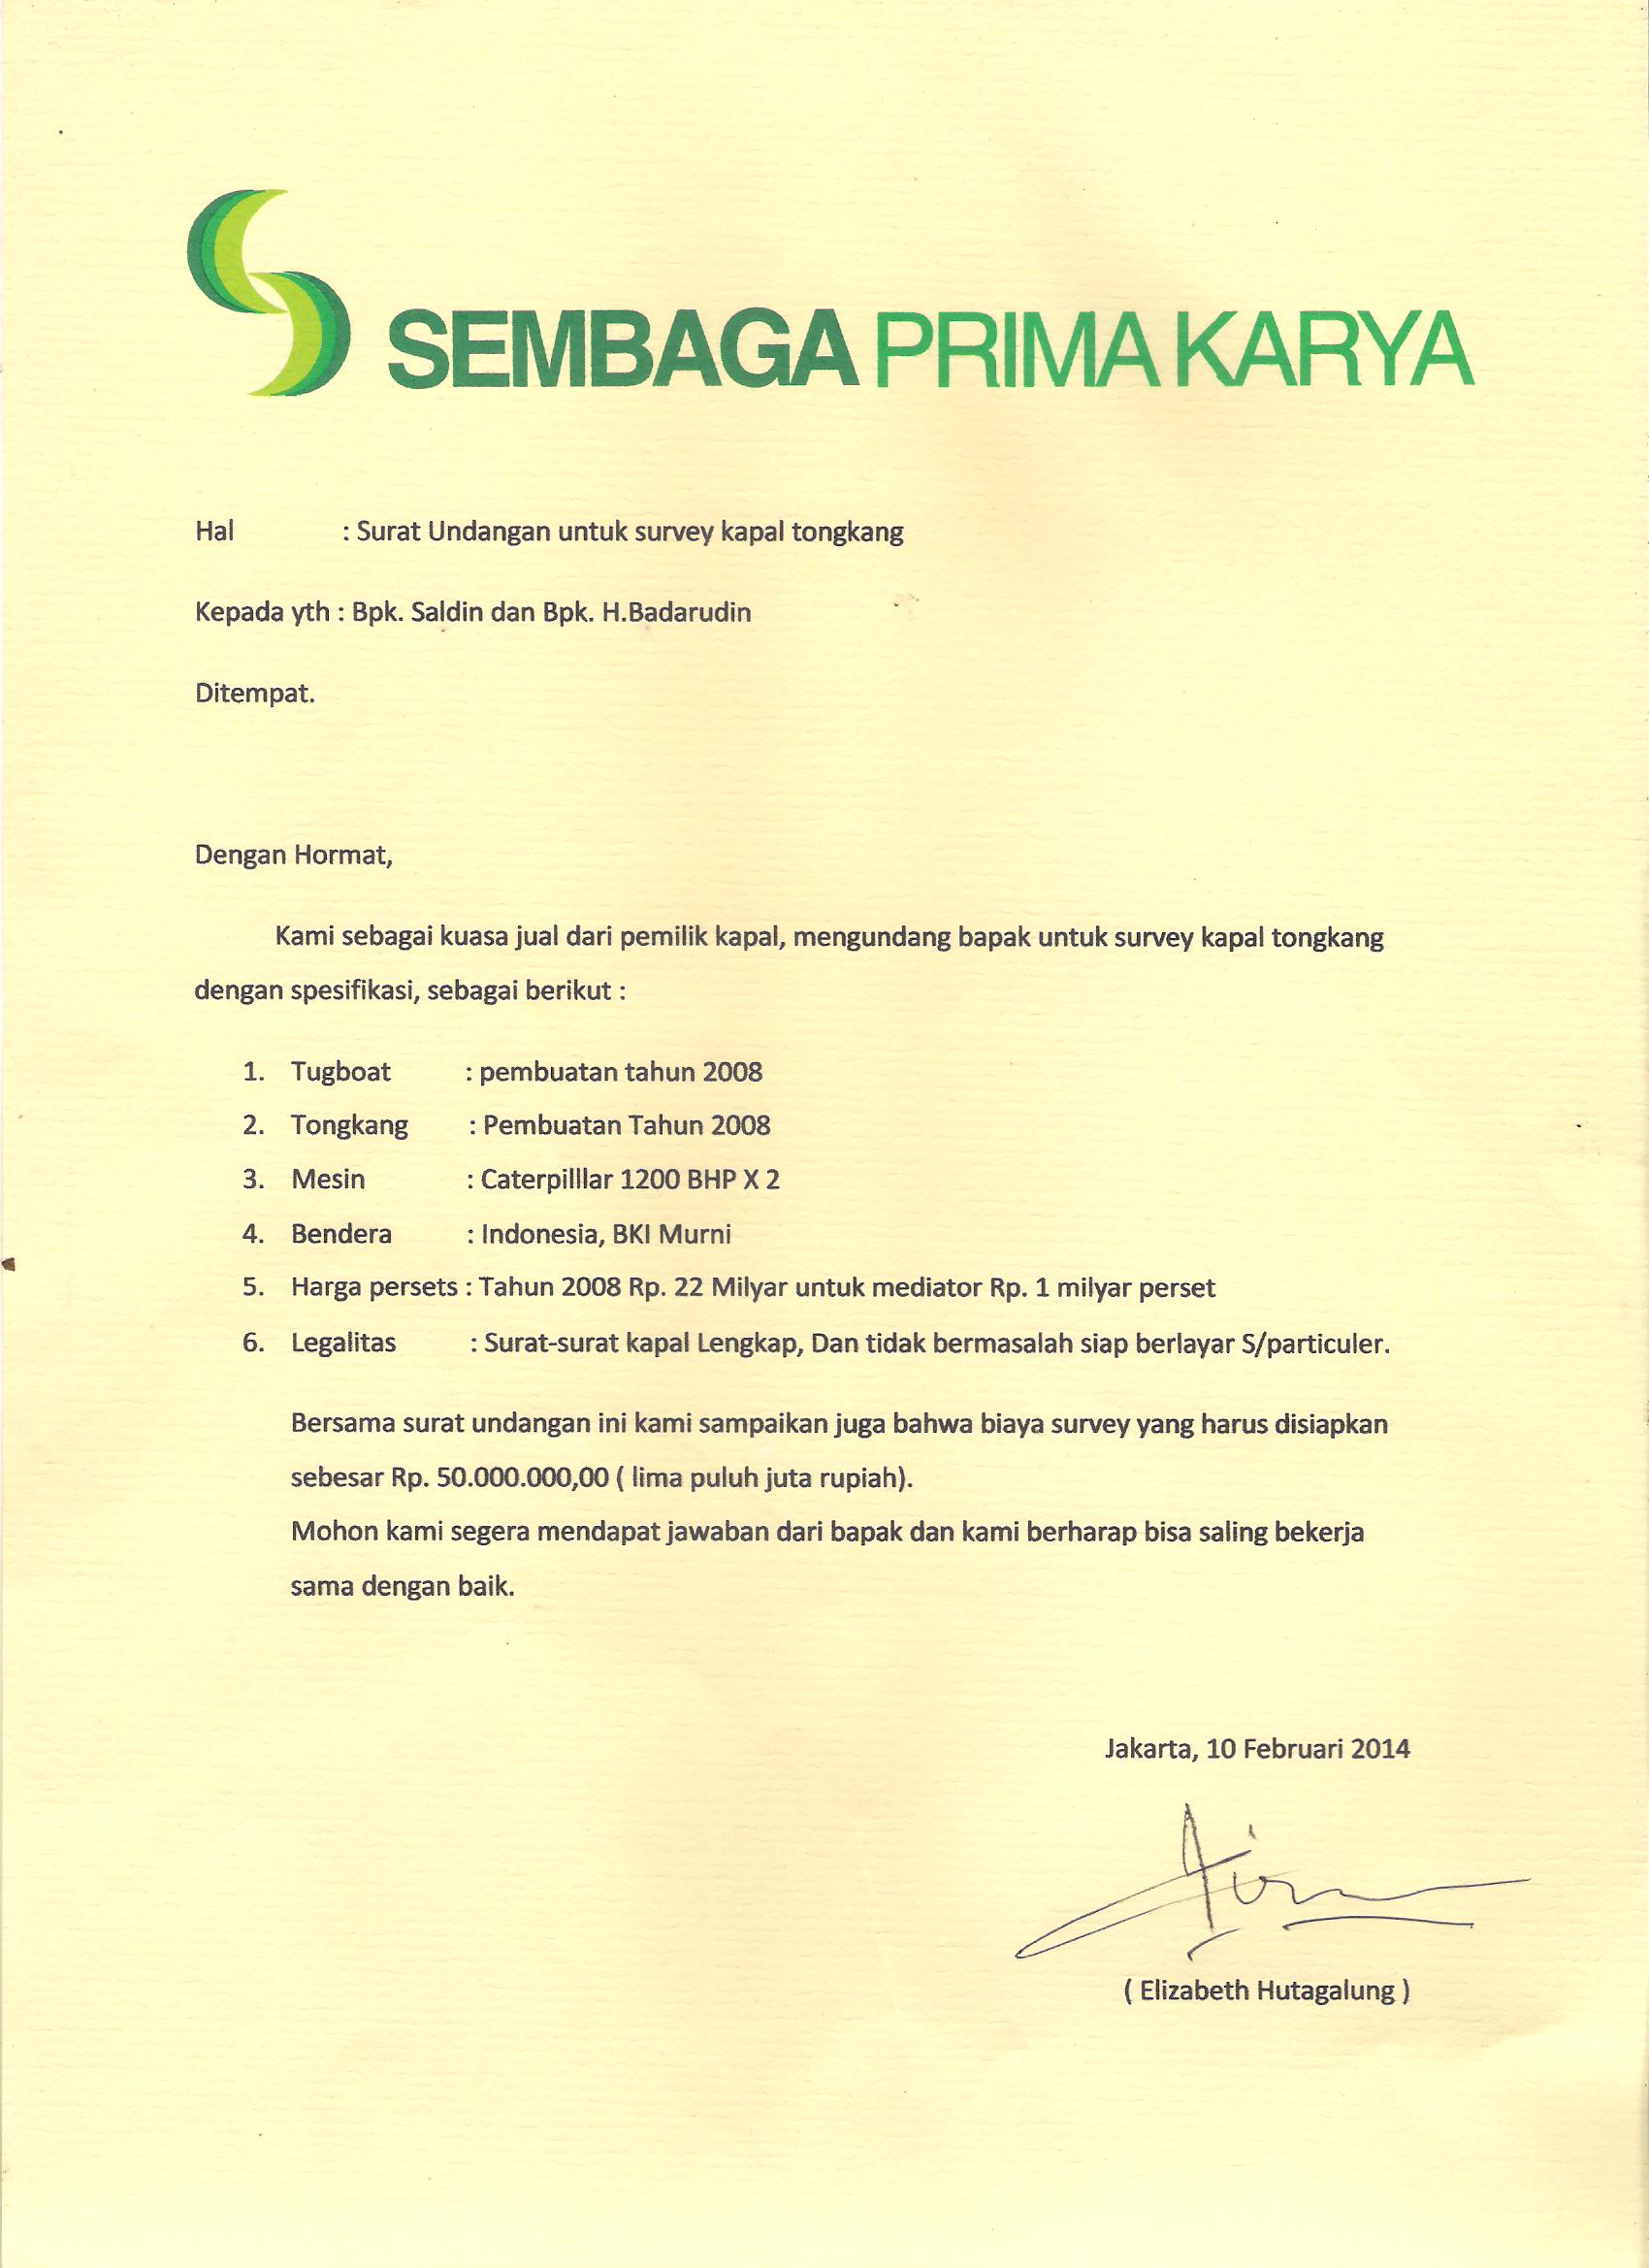 SEMBAGA PRIMA KARYA
Hal : Surat Undangan untuk survey kapal tongkang
Kepada yth : Bpk. Saldin dan Bpk. H.Badarudin
Ditempat.
Dengan Hormat,
Kami sebagai kuasa jual dari pemilik kapal, mengundang bapak untuk survey kapal tongkang
dengan spesifikasi, sebagai berikut :
1. Tugboat : pembuatan tahun 2008
2. Tongkang : Pembuatan Tahun 2008
3. Mesin : Caterpilllar 1200 BHP X 2
4. Bendera : Indonesia, BKI Murni
5. Harga persets : Tahun 2008 Rp. 22 Milyar untuk mediator Rp. 1 milyar perset
6. Legalitas : Surat-surat kapal Lengkap, Dan tidak bermasalah siap berlayar S/particuler.
Bersama surat undangan ini kami sampaikan juga bahwa biaya survey yang harus disiapkan
sebesar Rp. 50.000.000,00 ( lima puluh juta rupiah).
Mohon kami segera mendapat jawaban dari bapak dan kami berharap bisa saling bekerja
sama dengan baik.
Jakarta, 10 Februari 2014
( Elizabeth Hutagalung )